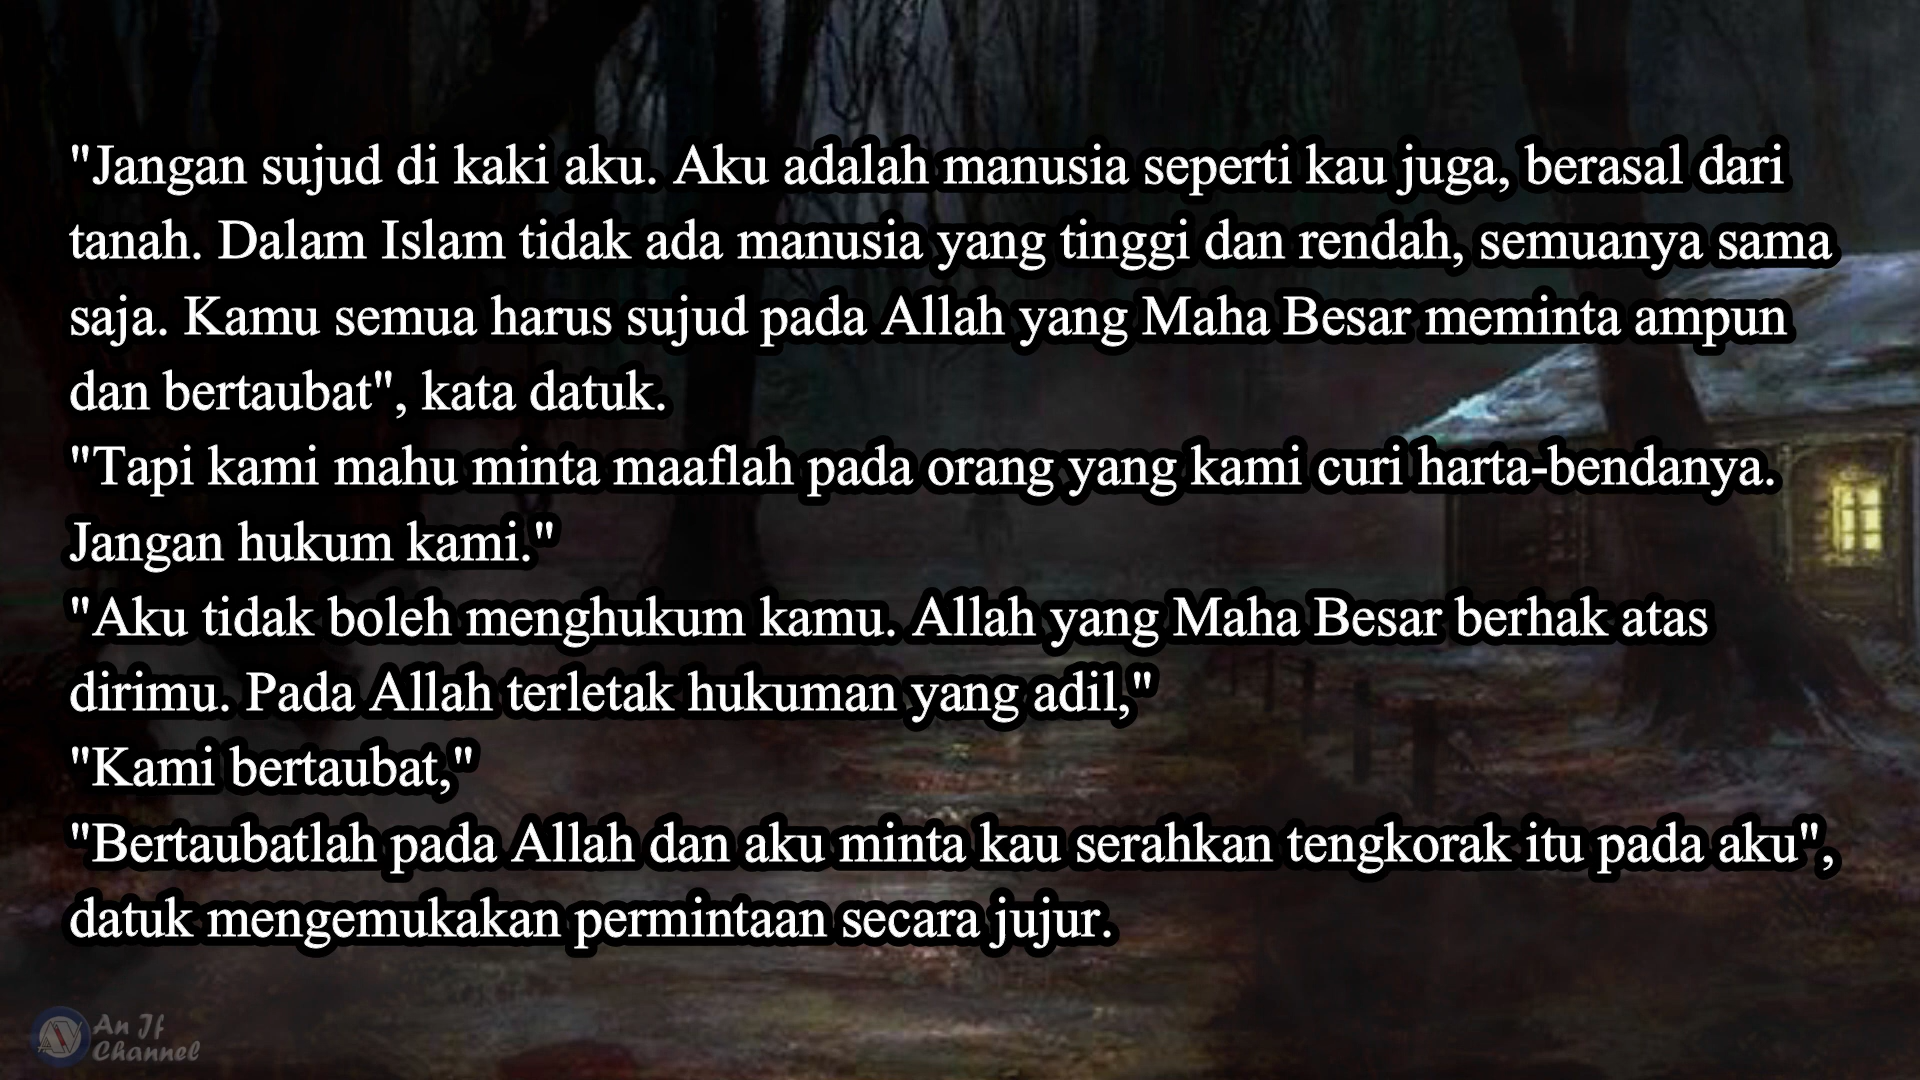 "Jangan sujud di kaki aku. Aku adalah manusia seperti kau juga, berasal dari
tanah. Dalam Islam tidak ada manusia yang tinggi dan rendah, semuanya sama
saja. Kamu semua harus sujud pada Allah yang Maha Besar meminta ampun
dan bertaubat", kata datuk.
"Tapi kami mahu minta maaflah pada orang yang kami curi harta-bendanya.
Jangan hukum kami."
"Aku tidak boleh menghukum kamu. Allah yang Maha Besar berhak atas
dirimu. Pada Allah terletak hukuman yang adil,"
"Kami bertaubat,"
"Bertaubatlah pada Allah dan aku minta kau serahkan tengkorak itu pada aku",
datuk mengemukakan permintaan secara jujur.
An Jf
Channel